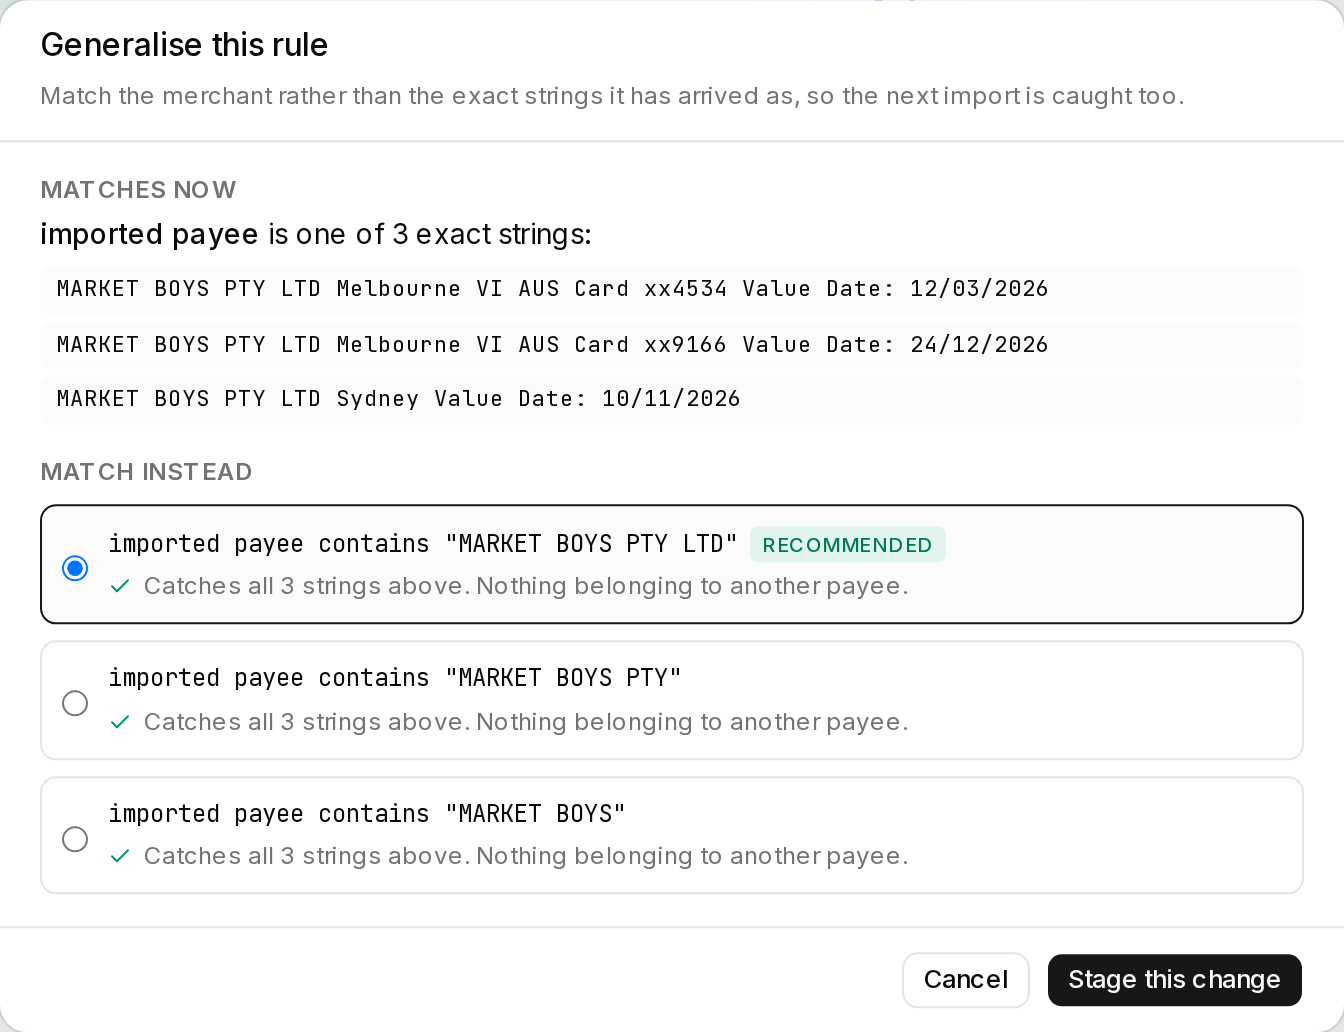 Generalise this rule
Match the merchant rather than the exact strings it has arrived as, so the next import is caught too.
MATCHES NOW
imported payee is one of 3 exact strings:
MARKET BOYS PTY LTD Melbourne VI AUS Card xx4534 Value Date: 12/03/2026
MARKET BOYS PTY LTD Melbourne VI AUS Card xx9166 Value Date: 24/12/2026
MARKET BOYS PTY LTD Sydney Value Date: 10/11/2026
MATCH INSTEAD
imported payee contains "MARKET BOYS PTY LTD" RECOMMENDED
Catches all 3 strings above. Nothing belonging to another payee.
imported payee contains "MARKET BOYS PTY"
Catches all 3 strings above. Nothing belonging to another payee.
imported payee contains "MARKET BOYS"
Catches all 3 strings above. Nothing belonging to another payee.
Cancel Stage this change